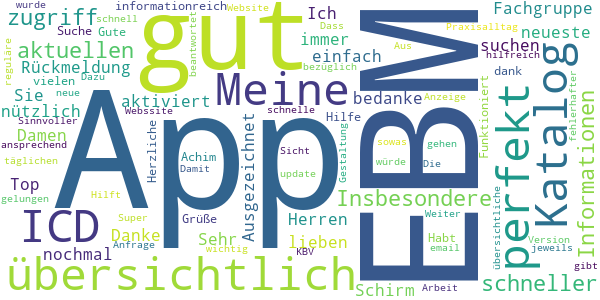 wurde
schnell
informationreich
Website
Fachgruppe
zugriff
Suche
Gute
gut
beantwortet
Ich
Dass
Aus
Praxisalltag
EBM
aktuellen
immer
einfach
suchen
neueste
reguläre
Rückmeldung
Dazu
bezüglich
hilfreich
vielen
neue
Meine
dank
Sie
aktiviert
bedanke
Anzeige
Funktioniert
perfekt
Katalog
Informationen
fehlerhafter
nützlich
App
Sinnvoller
Webssite
schnelle
Hilfe
Damen
Herzliche
Ausgezeichnet
Gestaltung
sowas
gehen
ansprechend
Achim
Sicht
würde
Die
täglichen
Damit
update
Top
Hilft
Insbesondere
gelungen
ICD
Super
Grüße
Herren
Habt
Weiter
übersichtliche
Version
Danke
Anfrage
Sehr
wichtig
lieben
email
jeweils
nochmal
KBV
gibt
übersichtlich
Schirm
Arbeit
schneller